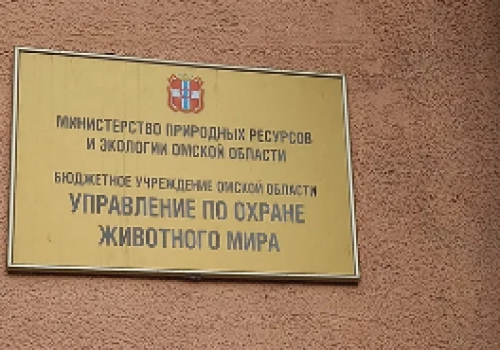 МИНИСТЕРСТВО ПРИРОДНЫХ РЕСУРСОВ
И ЭКОЛОГИИ ОМСКОЙ ОБЛАСТИ
БЮДЖЕТНОЕ УЧРЕЖДЕНИЕ ОМСКОЙ ОБЛАСТИ
УПРАВЛЕНИЕ ПО ОХРАНЕ
ЖИВОТНОГО МИРА